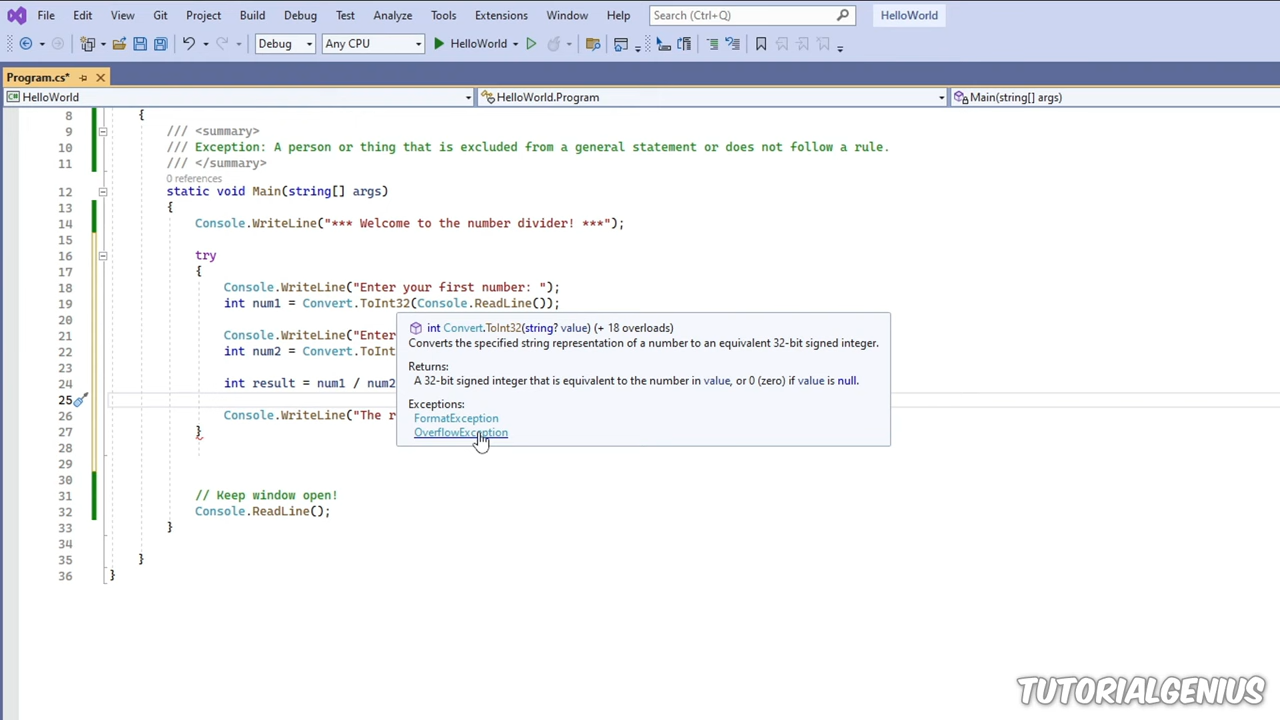 File Edit View Git Project Build Debug Test Analyze Tools Extensions Window Help Search (Ctrl+Q) HelloWorld
Debug Any CPU HelloWorld
Program.cs*
HelloWorld HelloWorld.Program Main(string[] args)
8 {
9 /// <summary>
10 /// Exception: A person or thing that is excluded from a general statement or does not follow a rule.
11 /// </summary>
0 references
12 static void Main(string[] args)
13 {
14 Console.WriteLine("*** Welcome to the number divider! ***");
15
16 try
17 {
18 Console.WriteLine("Enter your first number: ");
19 int num1 = Convert.ToInt32(Console.ReadLine());
20
21 Console.WriteLine("Enter
22 int num2 = Convert.ToInt
23
24 int result = num1 / num2
25
26 Console.WriteLine("The r
27 }
28
29
30
31 // Keep window open!
32 Console.ReadLine();
33 }
34
35 }
36 }
int Convert.ToInt32(string? value) (+ 18 overloads)
Converts the specified string representation of a number to an equivalent 32-bit signed integer.
Returns:
A 32-bit signed integer that is equivalent to the number in value, or 0 (zero) if value is null.
Exceptions:
FormatException
OverflowException
TUTORIALGENIUS